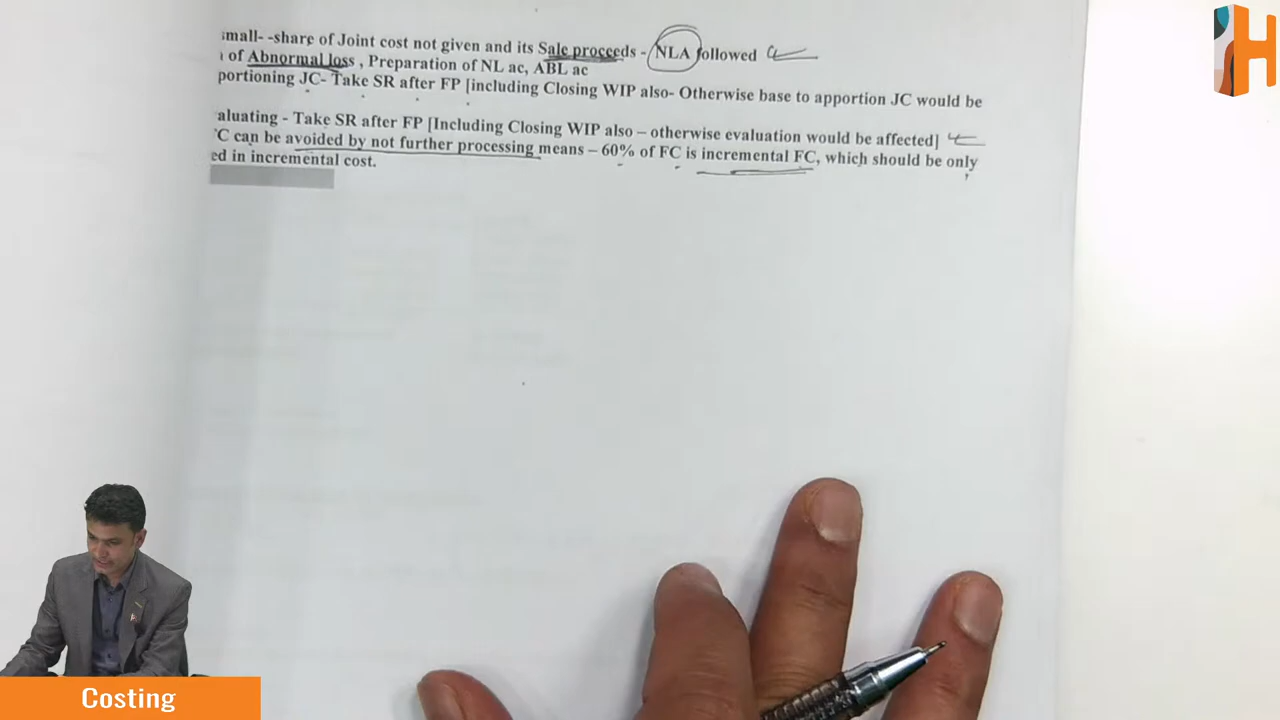 small- -share of Joint cost not given and its Sale proceeds - NLA followed
of Abnormal loss , Preparation of NL ac, ABL ac
portioning JC- Take SR after FP [including Closing WIP also- Otherwise base to apportion JC would be
aluating - Take SR after FP [Including Closing WIP also – otherwise evaluation would be affected]
C can be avoided by not further processing means – 60% of FC is incremental FC, which should be only
ed in incremental cost.
H
Costing